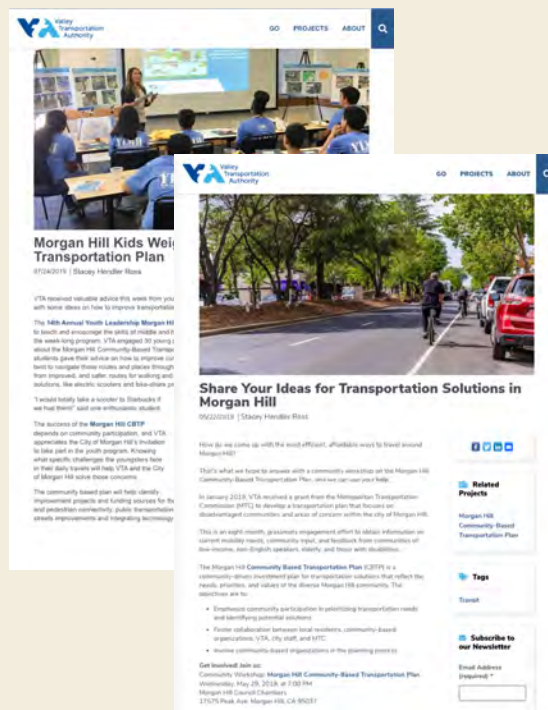 Valley
Transportation
Authority
GO PROJECTS ABOUT
Morgan Hill Kids Wei
Transportation Plan
07/24/2019 | Stacey Hendler Ross
VTA received valuable advice this week from you
with some ideas on how to improve transportatio
The 14th Annual Youth Leadership Morgan Hi
to teach and encourage the skills of middle and h
the week-long program, VTA engaged 30 young p
about the Morgan Hill Community-Based Transpo
students gave their advice on how to improve cur
totally navigate those routes and places through
from improved, and safer, routes for walking and
solutions, like electric scooters and bike-share pr
"I would totally take a scooter to Starbucks if
we had them!" said one enthusiastic student.
The success of the Morgan Hill CBTP
depends on community participation, and VTA
appreciates the City of Morgan Hill's invitation
to take part in the youth program. Knowing
what specific challenges the youngsters face
in their daily travels will help VTA and the City
of Morgan Hill solve those concerns.
The community based plan will help identify
improvement projects and funding sources for
and pedestrian connectivity, public transportation
streets improvements and integrating technology
Valley
Transportation
Authority
GO PROJECTS ABOUT
Share Your Ideas for Transportation Solutions in
Morgan Hill
| Stacey Hendler Ross
How do we come up with the most efficient, affordable ways to travel around
Morgan Hill?
That's what we hope to answer with a community workshop on the Morgan Hill
Community-Based Transportation Plan, and we can use your help.
In January 2019, VTA received a grant from the Metropolitan Transportation
Commission (MTC) to develop a transportation plan that focuses on
disadvantaged communities and areas of concern within the city of Morgan Hill.
This is an eight-month, grassroots engagement effort to obtain information on
current mobility needs, community input, and feedback from communities of
low-income, non-English speakers, elderly, and those with disabilities.
The Morgan Hill Community Based Transportation Plan (CBTP) is a
community-driven investment plan for transportation solutions that reflect the
needs, priorities, and values of the diverse Morgan Hill community. The
objectives are to:
• Emphasize community participation in prioritizing transportation needs
and identifying potential solutions
• Foster collaboration between local residents, community-based
organizations, VTA, city staff, and MTC
• Involve community-based organizations in the planning process
Get Involved! Join us:
Community Workshop: Morgan Hill Community-Based Transportation Plan
Wednesday, May 29, 2019, at 7:00 PM
Morgan Hill Council Chambers
17575 Peak Ave. Morgan Hill, CA 95037
Related
Projects
Morgan Hill
Community-Based
Transportation Plan
Tags
Transit
Subscribe to
our Newsletter
Email Address
(required) *